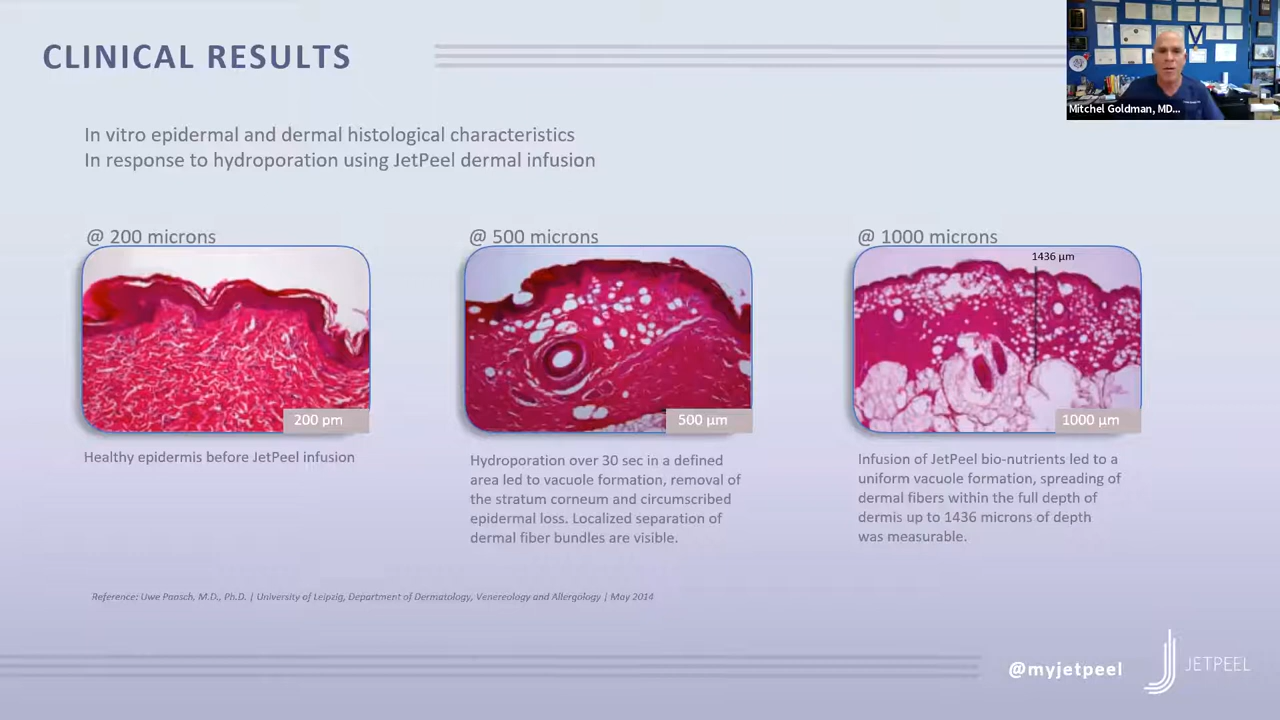 CLINICAL RESULTS
Mitchel Goldman, MD...
In vitro epidermal and dermal histological characteristics
In response to hydroporation using JetPeel dermal infusion
@ 200 microns
@ 500 microns
@ 1000 microns
1436 µm
200 pm
500 µm
1000 µm
Healthy epidermis before JetPeel infusion
Hydroporation over 30 sec in a defined
area led to vacuole formation, removal of
the stratum corneum and circumscribed
epidermal loss. Localized separation of
dermal fiber bundles are visible.
Infusion of JetPeel bio-nutrients led to a
uniform vacuole formation, spreading of
dermal fibers within the full depth of
dermis up to 1436 microns of depth
was measurable.
Reference: Uwe Paasch, M.D., Ph.D. | University of Leipzig, Department of Dermatology, Venereology and Allergology | May 2014
@myjetpeel
JETPEEL